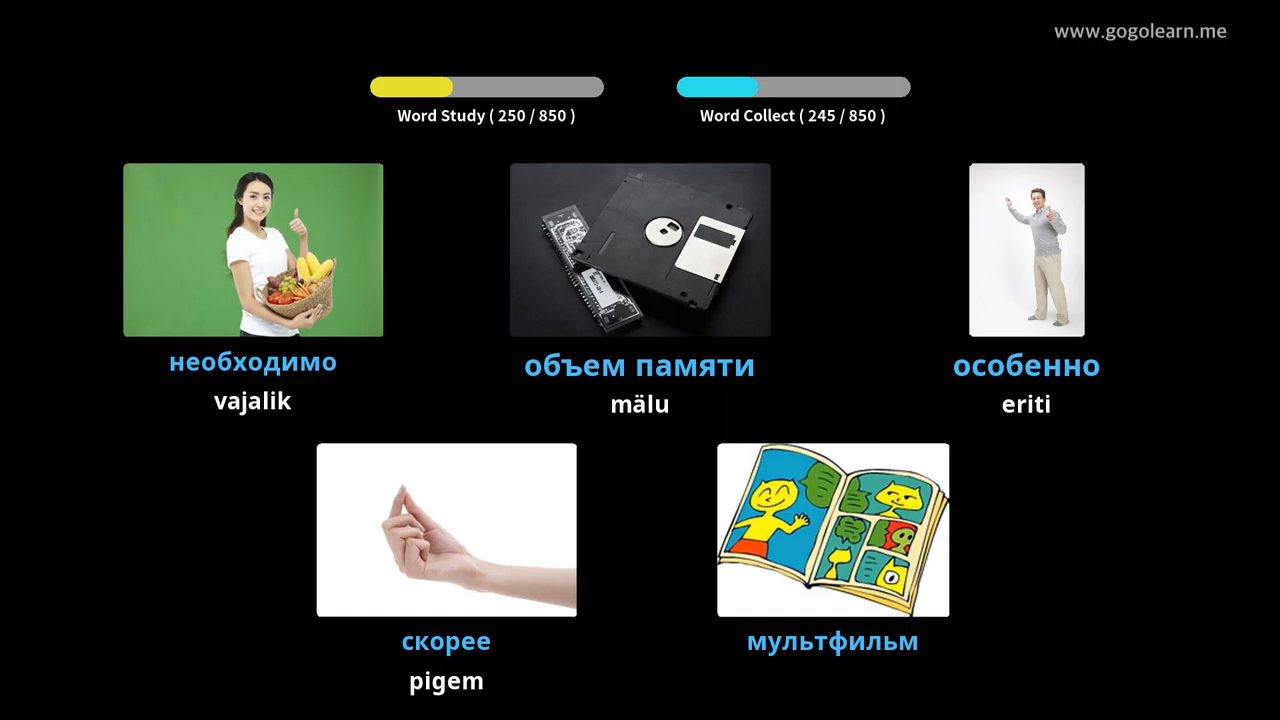 www.gogolearn.me
Word Study ( 250 / 850 )
Word Collect ( 245 / 850 )
необходимо
vajalik
объем памяти
mälu
особенно
eriti
скорее
pigem
мультфильм